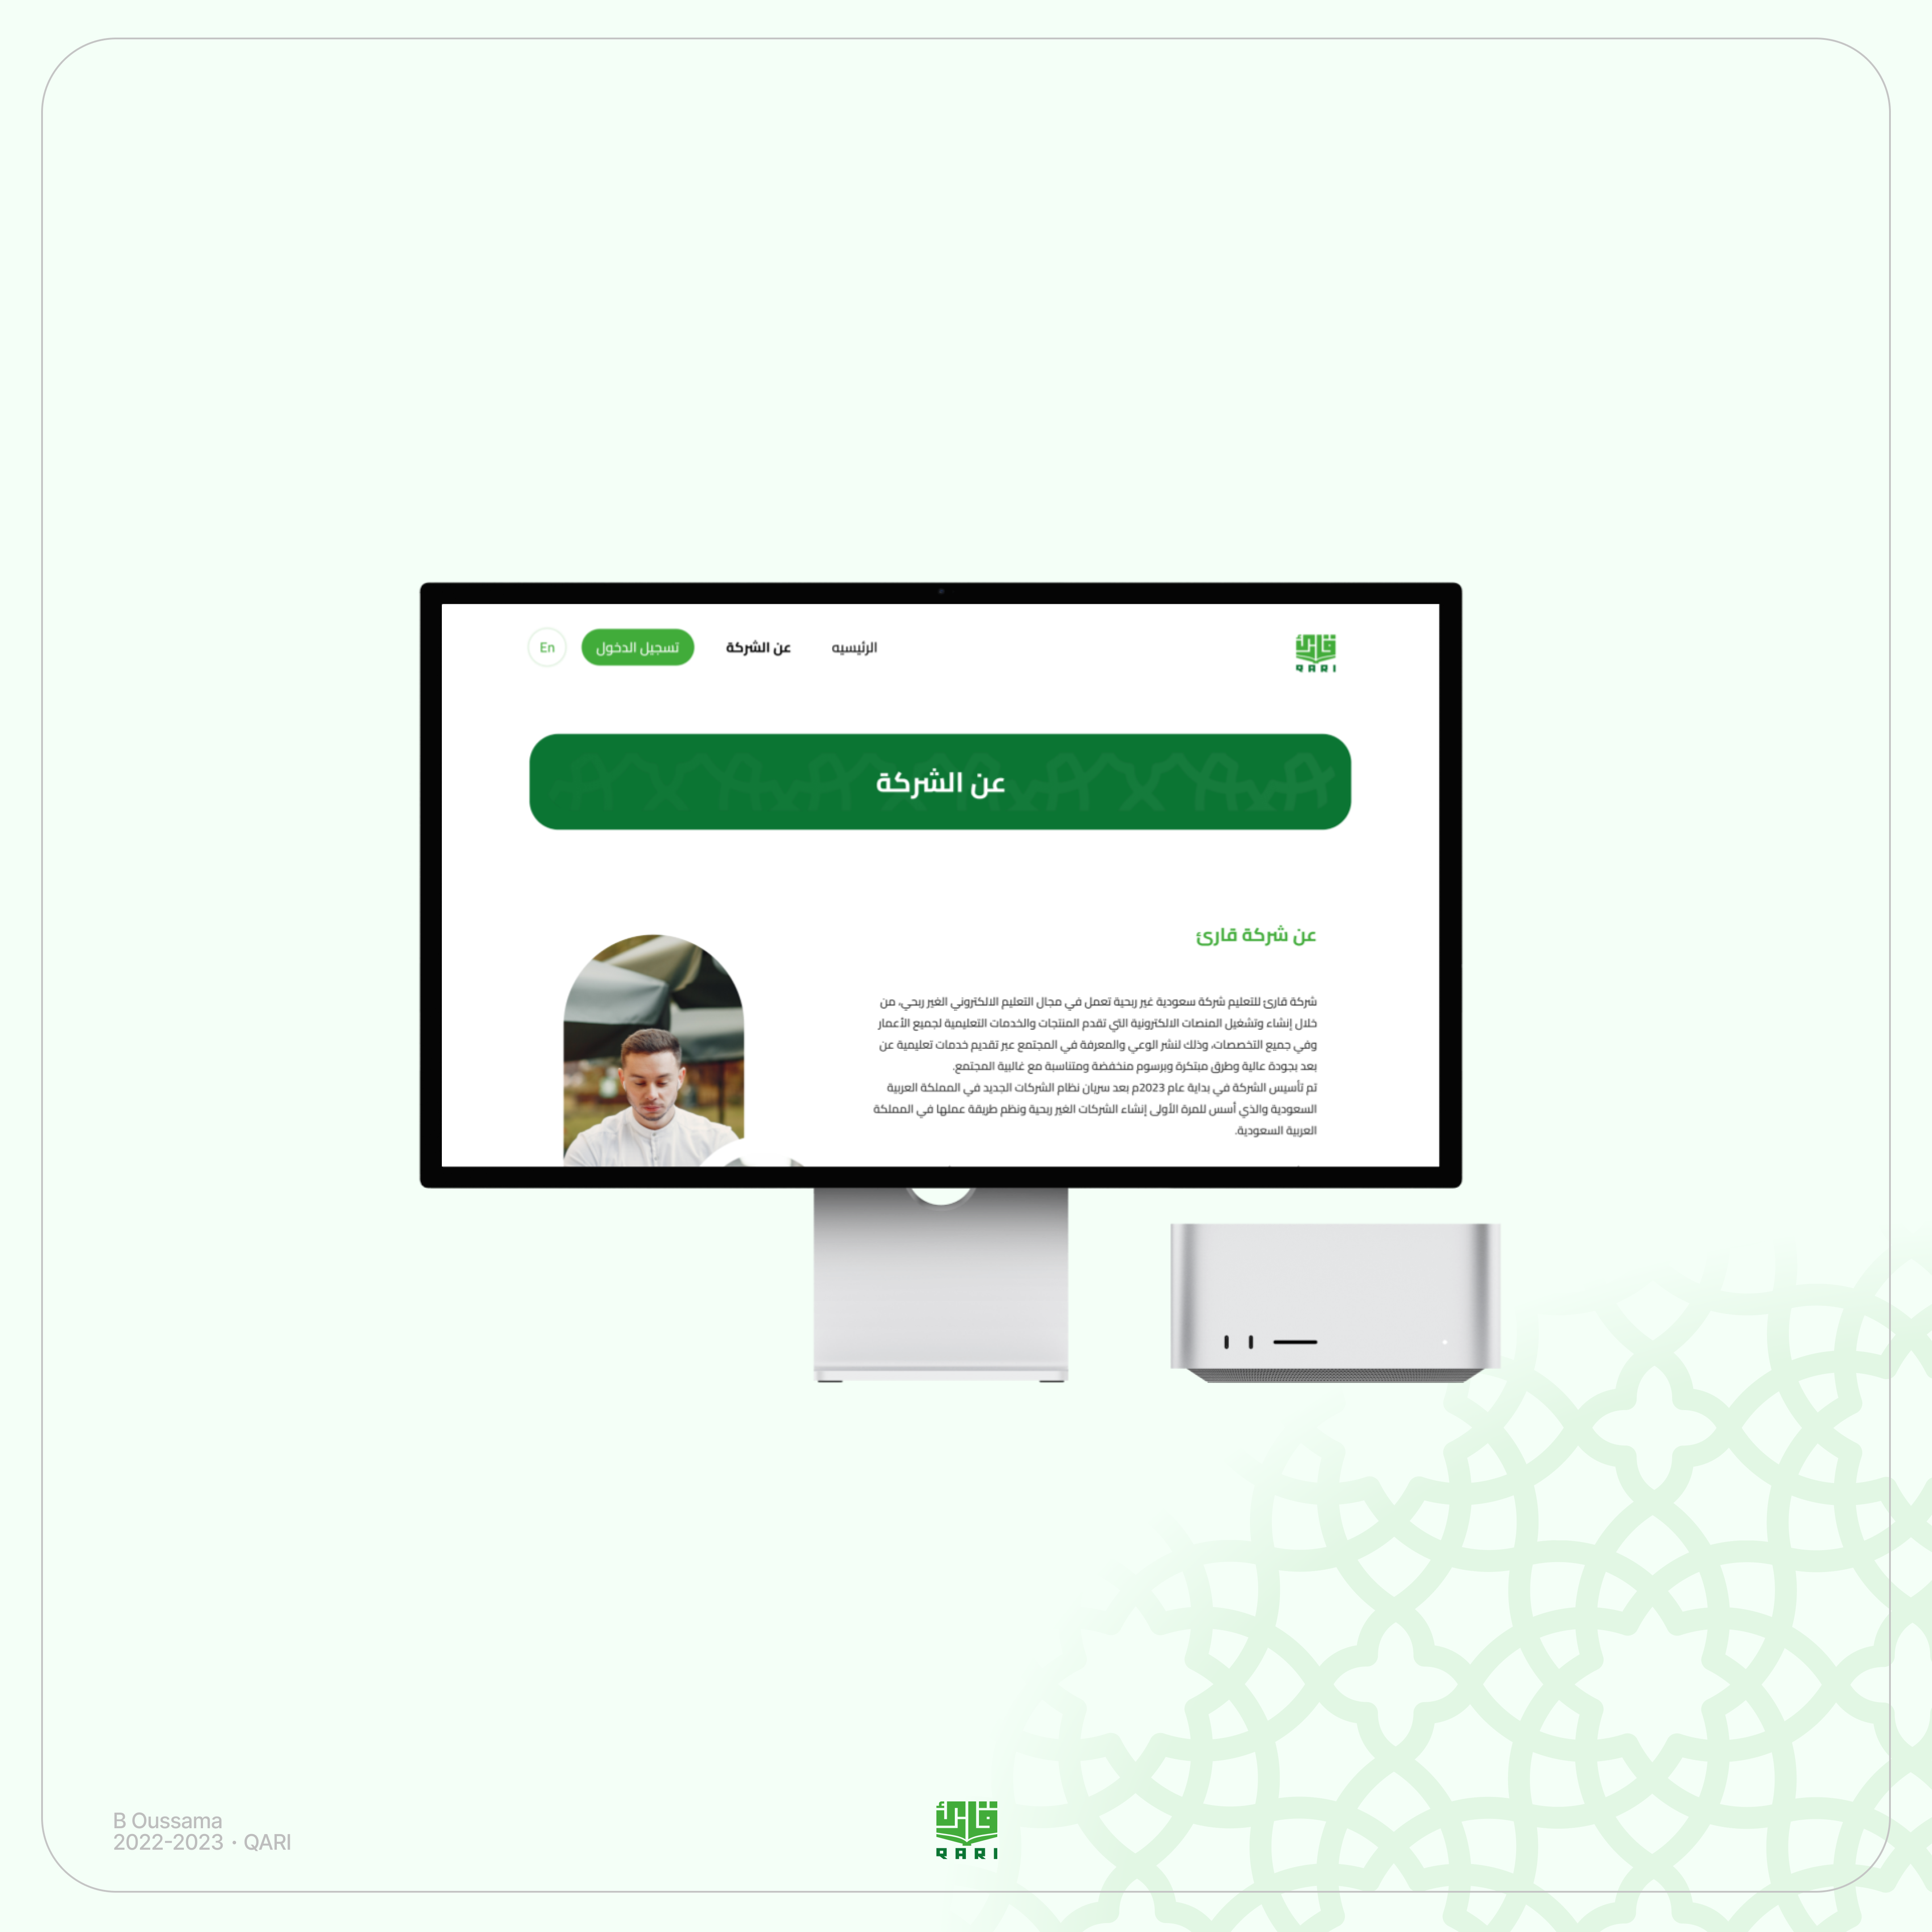 قارئ
QARI
الرئيسيه
عن الشركة
تسجيل الدخول
En
عن الشركة
عن شركة قارئ
شركة قارئ للتعليم شركة سعودية غير ربحية تعمل في مجال التعليم الالكتروني الغير ربحي، من
خلال إنشاء وتشغيل المنصات الالكترونية التي تقدم المنتجات والخدمات التعليمية لجميع الأعمار
وفي جميع التخصصات، وذلك لنشر الوعي والمعرفة في المجتمع عبر تقديم خدمات تعليمية عن
بعد بجودة عالية وطرق مبتكرة وبرسوم منخفضة ومتناسبة مع غالبية المجتمع.
تم تأسيس الشركة في بداية عام 2023م بعد سريان نظام الشركات الجديد في المملكة العربية
السعودية والذي أسس للمرة الأولى إنشاء الشركات الغير ربحية ونظم طريقة عملها في المملكة
العربية السعودية.
B Oussama
2022-2023 • QARI
قارئ
QARI